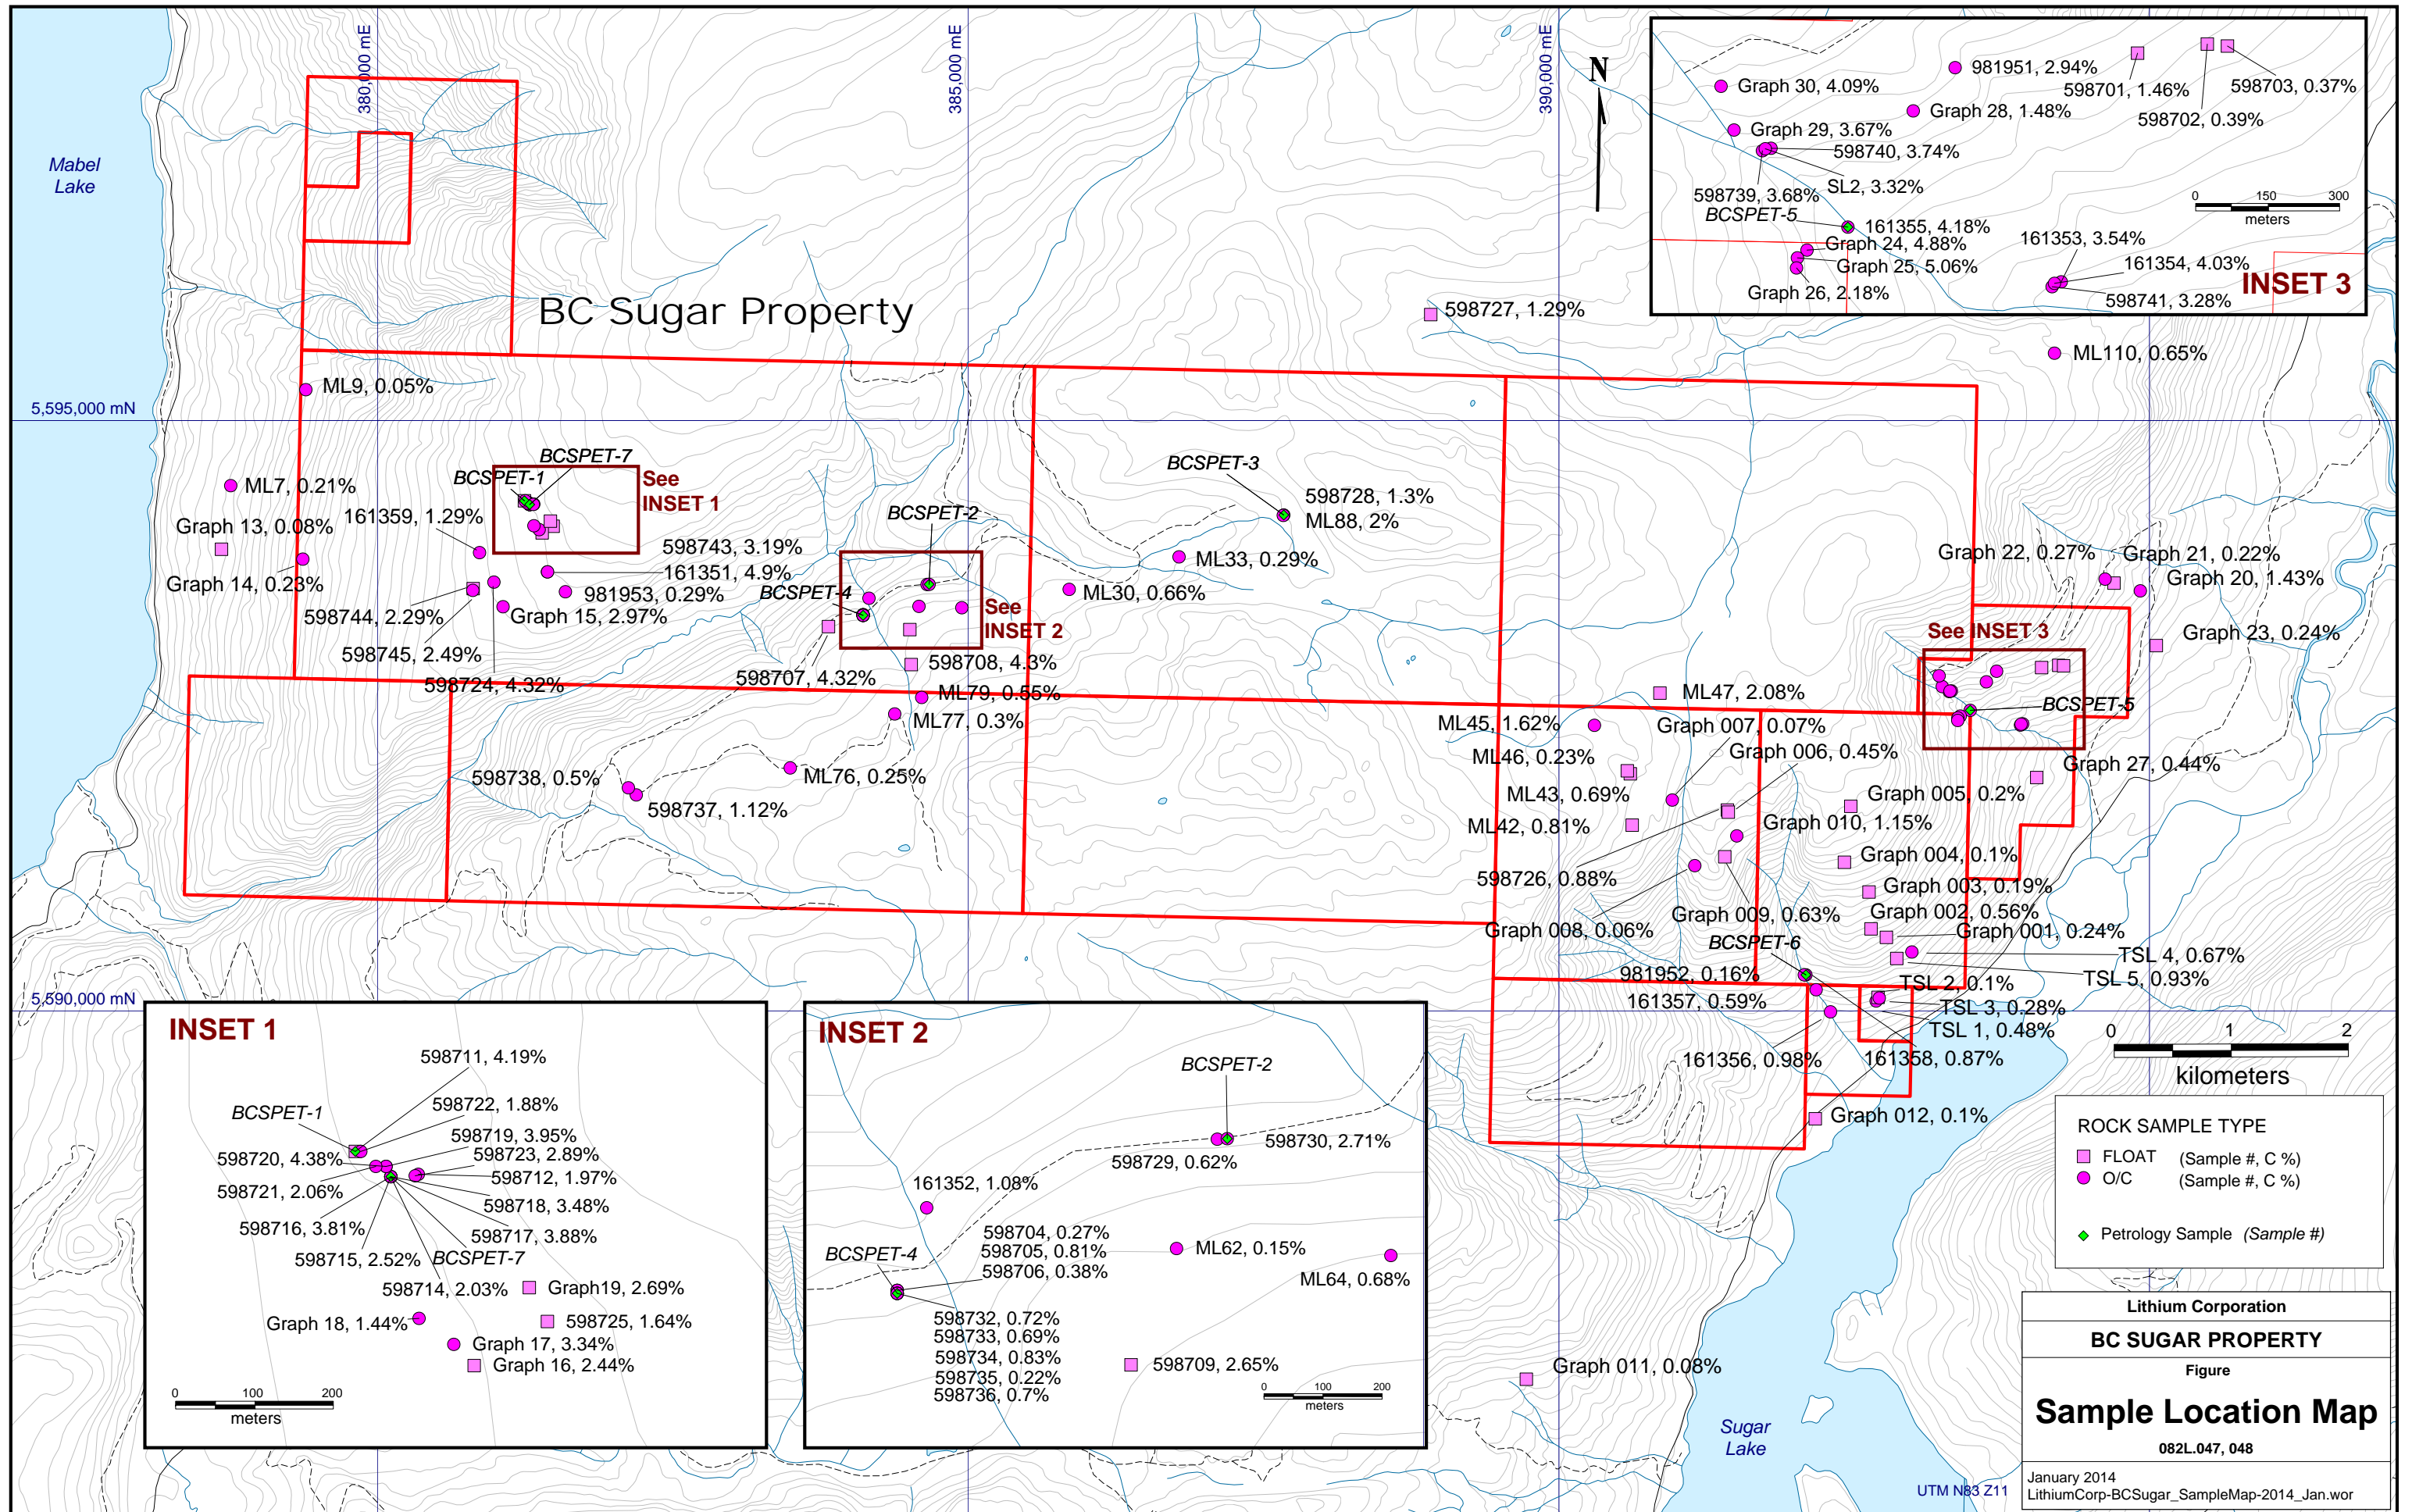 380,000 mE
385,000 mE
390,000 mE
N
Mabel
Lake
BC Sugar Property
Graph 30, 4.09%
981951, 2.94%
598701, 1.46%
598703, 0.37%
598702, 0.39%
Graph 28, 1.48%
Graph 29, 3.67%
598740, 3.74%
SL2, 3.32%
598739, 3.68%
BCSPET-5
161355, 4.18%
Graph 24, 4.88%
Graph 25, 5.06%
Graph 26, 2.18%
161353, 3.54%
161354, 4.03%
598741, 3.28%
0 150 300
meters
INSET 3
598727, 1.29%
ML110, 0.65%
ML9, 0.05%
5,595,000 mN
BCSPET-7
BCSPET-1
See
INSET 1
ML7, 0.21%
Graph 13, 0.08%
161359, 1.29%
Graph 14, 0.23%
598743, 3.19%
161351, 4.9%
981953, 0.29%
Graph 15, 2.97%
598744, 2.29%
598745, 2.49%
598724, 4.32%
BCSPET-2
BCSPET-4
See
INSET 2
598707, 4.32%
598708, 4.3%
ML79, 0.55%
ML77, 0.3%
ML76, 0.25%
598738, 0.5%
598737, 1.12%
BCSPET-3
598728, 1.3%
ML88, 2%
ML33, 0.29%
ML30, 0.66%
Graph 22, 0.27%
Graph 21, 0.22%
Graph 20, 1.43%
Graph 23, 0.24%
See INSET 3
BCSPET-5
Graph 27, 0.44%
ML47, 2.08%
ML45, 1.62%
ML46, 0.23%
ML43, 0.69%
ML42, 0.81%
Graph 007, 0.07%
Graph 006, 0.45%
Graph 005, 0.2%
Graph 010, 1.15%
Graph 004, 0.1%
598726, 0.88%
Graph 003, 0.19%
Graph 009, 0.63%
Graph 002, 0.56%
Graph 008, 0.06%
Graph 001, 0.24%
BCSPET-6
TSL 4, 0.67%
981952, 0.16%
TSL 5, 0.93%
TSL 2, 0.1%
161357, 0.59%
TSL 3, 0.28%
TSL 1, 0.48%
161356, 0.98%
161358, 0.87%
Graph 012, 0.1%
Graph 011, 0.08%
5,590,000 mN
INSET 1
598711, 4.19%
BCSPET-1
598722, 1.88%
598719, 3.95%
598720, 4.38%
598723, 2.89%
598712, 1.97%
598721, 2.06%
598718, 3.48%
598716, 3.81%
598717, 3.88%
598715, 2.52%
BCSPET-7
598714, 2.03%
Graph19, 2.69%
Graph 18, 1.44%
598725, 1.64%
Graph 17, 3.34%
Graph 16, 2.44%
0 100 200
meters
INSET 2
BCSPET-2
598730, 2.71%
598729, 0.62%
161352, 1.08%
598704, 0.27%
598705, 0.81%
598706, 0.38%
BCSPET-4
ML62, 0.15%
ML64, 0.68%
598732, 0.72%
598733, 0.69%
598734, 0.83%
598735, 0.22%
598736, 0.7%
598709, 2.65%
0 100 200
meters
0 1 2
kilometers
ROCK SAMPLE TYPE
FLOAT (Sample #, C %)
O/C (Sample #, C %)
Petrology Sample (Sample #)
Sugar
Lake
UTM N83 Z11
Lithium Corporation
BC SUGAR PROPERTY
Figure
Sample Location Map
082L.047, 048
January 2014
LithiumCorp-BCSugar_SampleMap-2014_Jan.wor